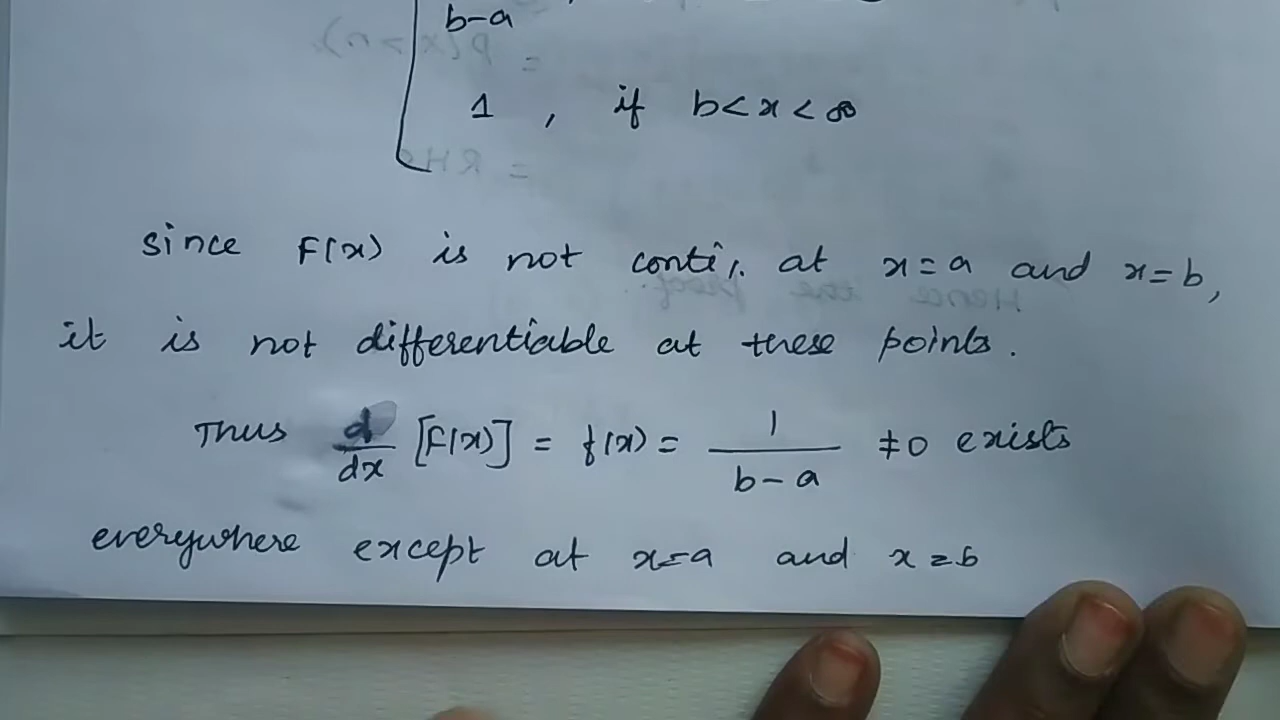 b-a
1 , if b<x<∞
since F(x) is not conti,. at x=a and x=b,
it is not differentiable at these points.
Thus d/dx [F(x)] = f(x) = 1/(b-a) ≠0 exists
everywhere except at x=a and x=b